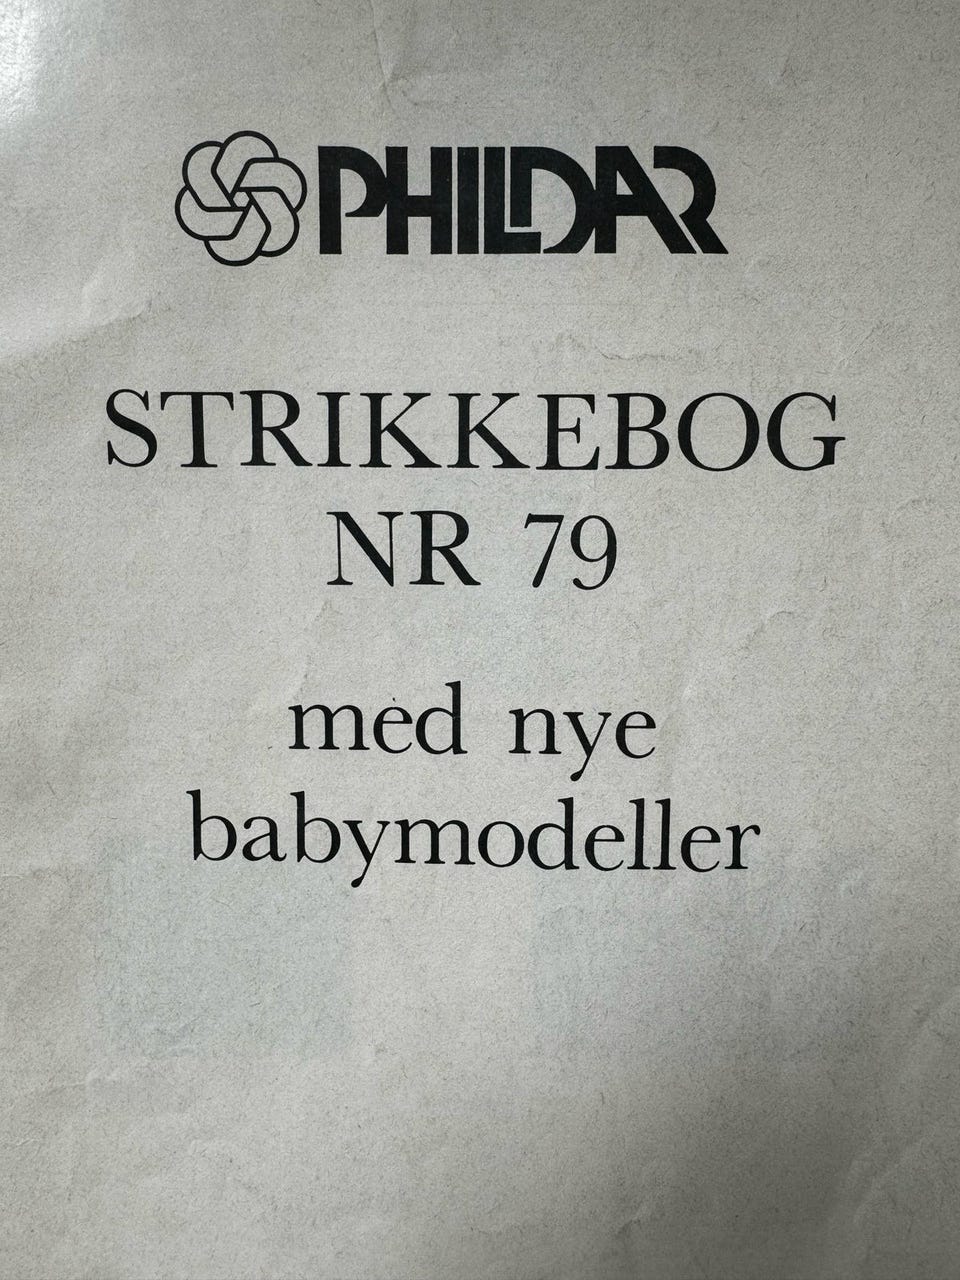 PHILDAR
STRIKKEBOG
NR 79
med nye
babymodeller